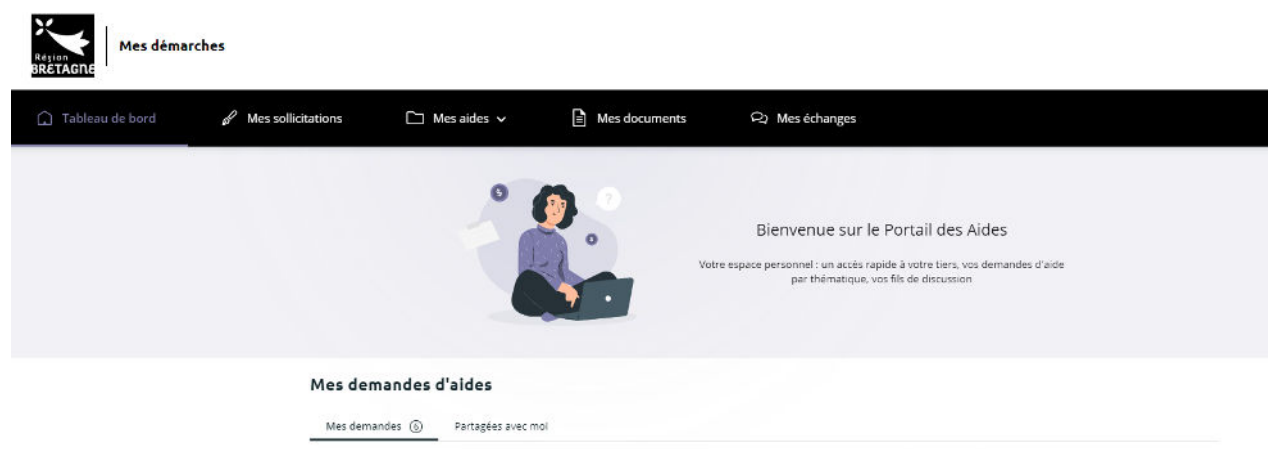 Région
BRETAGNE
Mes démarches
Tableau de bord
Mes sollicitations
Mes aides
Mes documents
Mes échanges
?
Bienvenue sur le Portail des Aides
Votre espace personnel : un accès rapide à votre tiers, vos demandes d'aide
par thématique, vos fils de discussion
Mes demandes d'aides
Mes demandes 6
Partagées avec moi